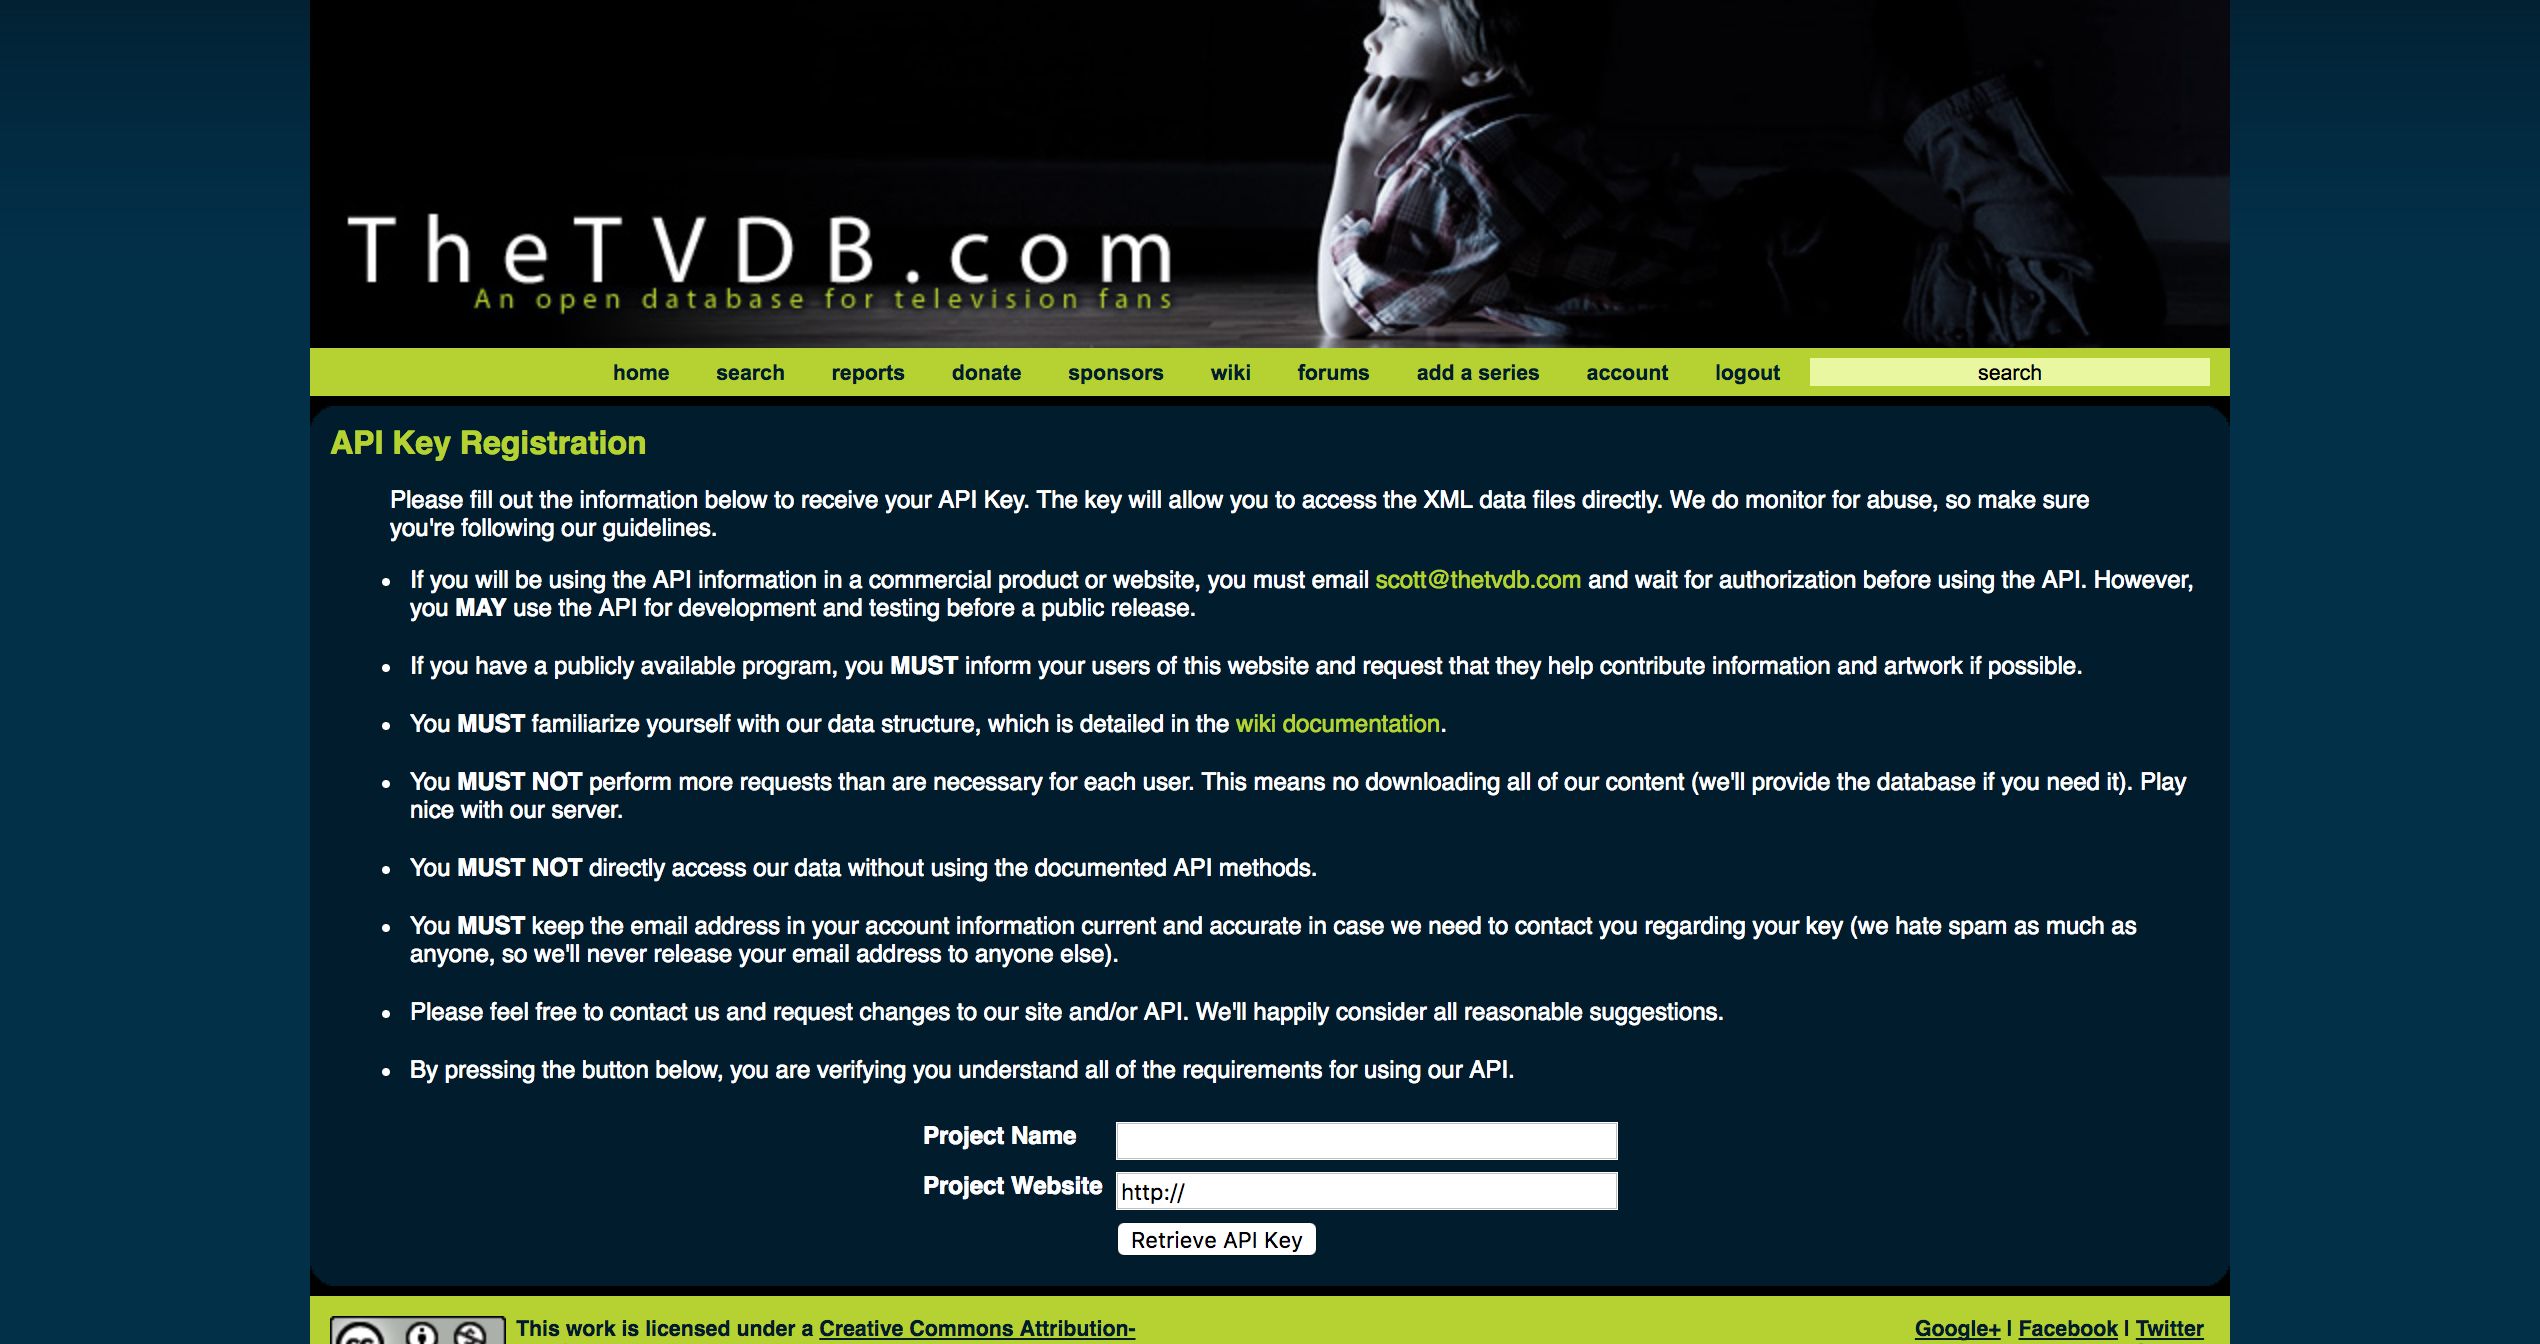 TheTVDB.com
An open database for television fans
home search reports donate sponsors wiki forums add a series account logout search
API Key Registration
Please fill out the information below to receive your API Key. The key will allow you to access the XML data files directly. We do monitor for abuse, so make sure
you're following our guidelines.
• If you will be using the API information in a commercial product or website, you must email scott@thetvdb.com and wait for authorization before using the API. However,
you MAY use the API for development and testing before a public release.
• If you have a publicly available program, you MUST inform your users of this website and request that they help contribute information and artwork if possible.
• You MUST familiarize yourself with our data structure, which is detailed in the wiki documentation.
• You MUST NOT perform more requests than are necessary for each user. This means no downloading all of our content (we'll provide the database if you need it). Play
nice with our server.
• You MUST NOT directly access our data without using the documented API methods.
• You MUST keep the email address in your account information current and accurate in case we need to contact you regarding your key (we hate spam as much as
anyone, so we'll never release your email address to anyone else).
• Please feel free to contact us and request changes to our site and/or API. We'll happily consider all reasonable suggestions.
• By pressing the button below, you are verifying you understand all of the requirements for using our API.
Project Name
Project Website http://
Retrieve API Key
This work is licensed under a Creative Commons Attribution-
Google+ | Facebook | Twitter